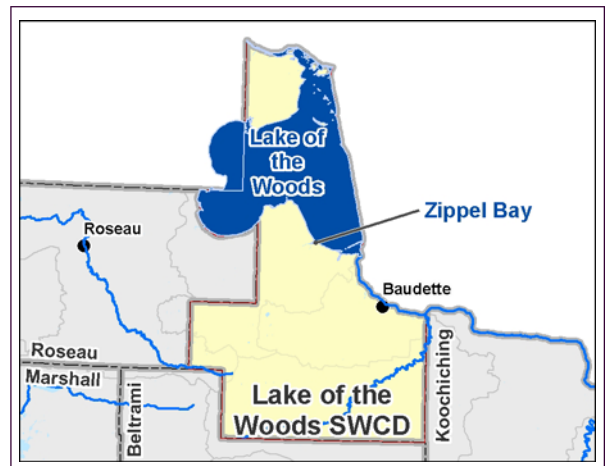 Lake of
the
Woods
Zippel Bay
Roseau
Baudette
Roseau
Marshall
Beltrami
Lake of the
Woods SWCD
Koochiching